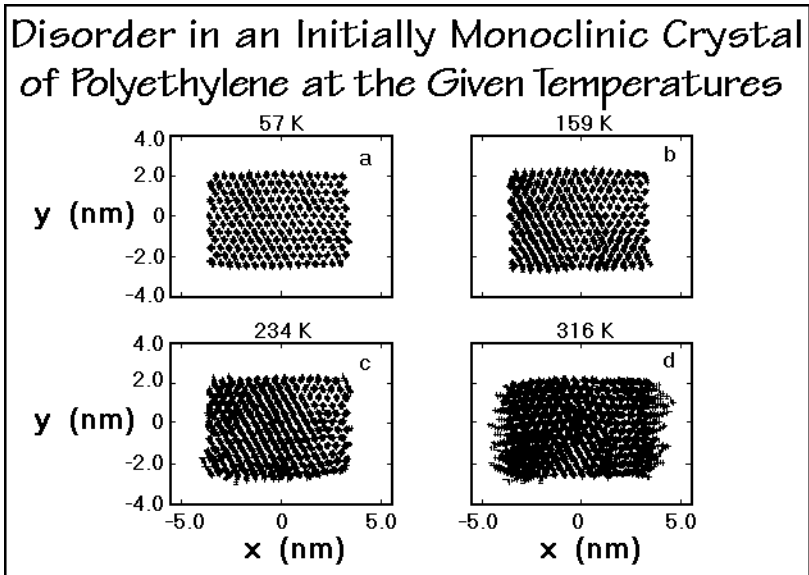 Disorder in an Initially Monoclinic Crystal
of Polyethylene at the Given Temperatures
57 K
159 K
4.0
a
b
2.0
y (nm)
0
-2.0
-4.0
234 K
316 K
4.0
c
d
2.0
y (nm)
0
-2.0
-4.0
-5.0 0 5.0 -5.0 0 5.0
x (nm) x (nm)